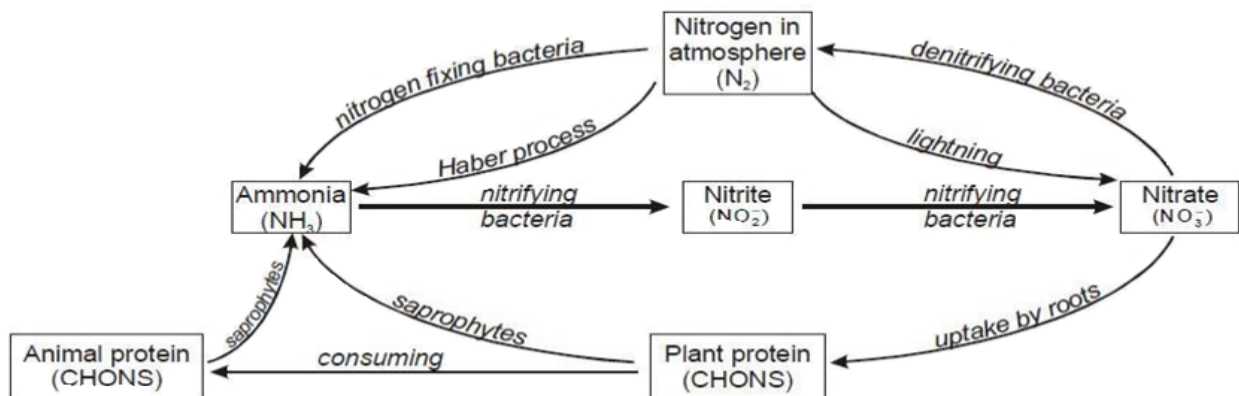 Nitrogen in
atmosphere
(N₂)
nitrogen fixing bacteria
denitrifying bacteria
Haber process
lightning
Ammonia
(NH₃)
nitrifying
bacteria
Nitrite
(NO₂⁻)
nitrifying
bacteria
Nitrate
(NO₃⁻)
saprophytes
saprophytes
uptake by roots
Animal protein
(CHONS)
consuming
Plant protein
(CHONS)